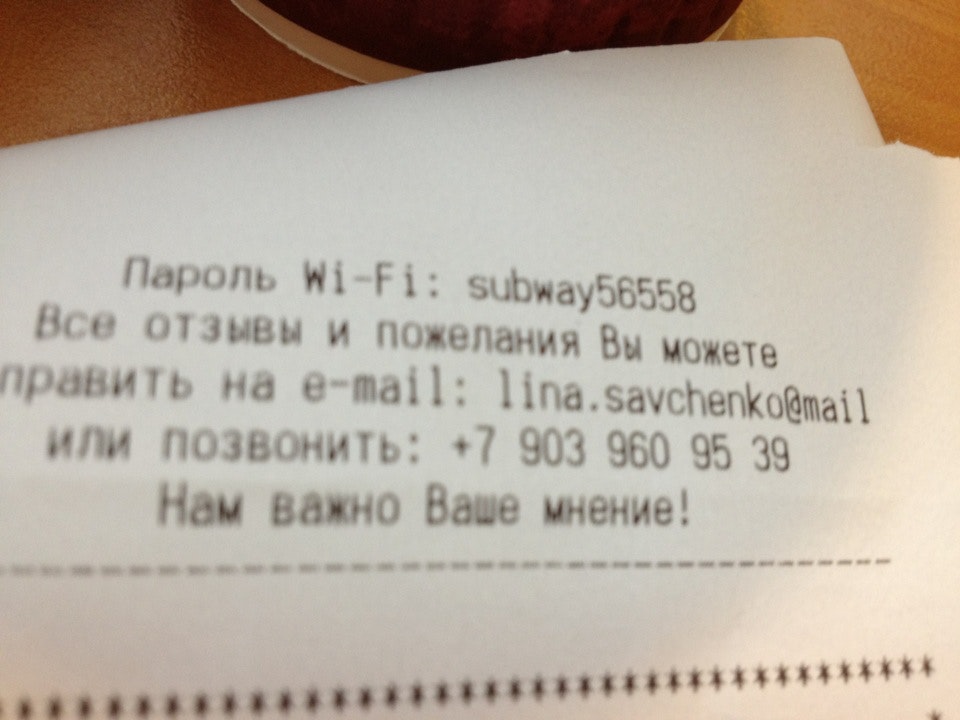 Пароль Wi-Fi: subway56558
Все отзывы и пожелания Вы можете
править на e-mail: lina.savchenko@mail
или позвонить: +7 903 960 95 39
Нам важно Ваше мнение!
--------------------------------------------------
****************************************